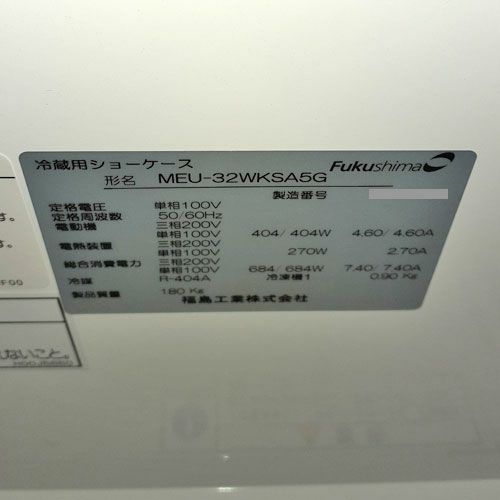 冷蔵用ショーケース Fukushima
形名 MEU-32WKSA5G
製造番号
定格電圧 単相100V
定格周波数 50/60Hz
電動機 三相200V
単相100V 404/404W 4.60/4.60A
電熱装置 三相200V
単相100V 270W 2.70A
総合消費電力 三相200V
単相100V 684/684W 7.40/7.40A
冷媒 R-404A 冷凍機1 0.90Kg
製品質量 180Kg
福島工業株式会社
す。
す。
ないこと。